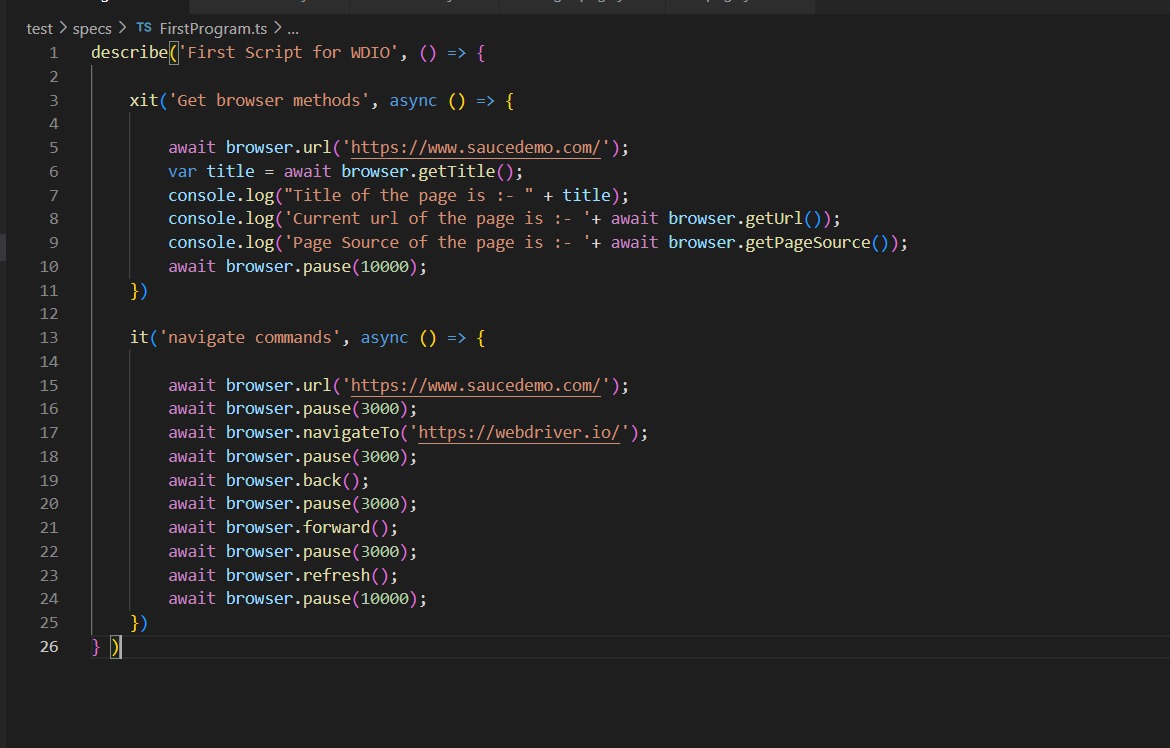 test > specs > TS FirstProgram.ts > ...
1 describe('First Script for WDIO', () => {
2
3     xit('Get browser methods', async () => {
4
5         await browser.url('https://www.saucedemo.com/');
6         var title = await browser.getTitle();
7         console.log("Title of the page is :- " + title);
8         console.log('Current url of the page is :- '+ await browser.getUrl());
9         console.log('Page Source of the page is :- '+ await browser.getPageSource());
10         await browser.pause(10000);
11     })
12
13     it('navigate commands', async () => {
14
15         await browser.url('https://www.saucedemo.com/');
16         await browser.pause(3000);
17         await browser.navigateTo('https://webdriver.io/');
18         await browser.pause(3000);
19         await browser.back();
20         await browser.pause(3000);
21         await browser.forward();
22         await browser.pause(3000);
23         await browser.refresh();
24         await browser.pause(10000);
25     })
26 } )